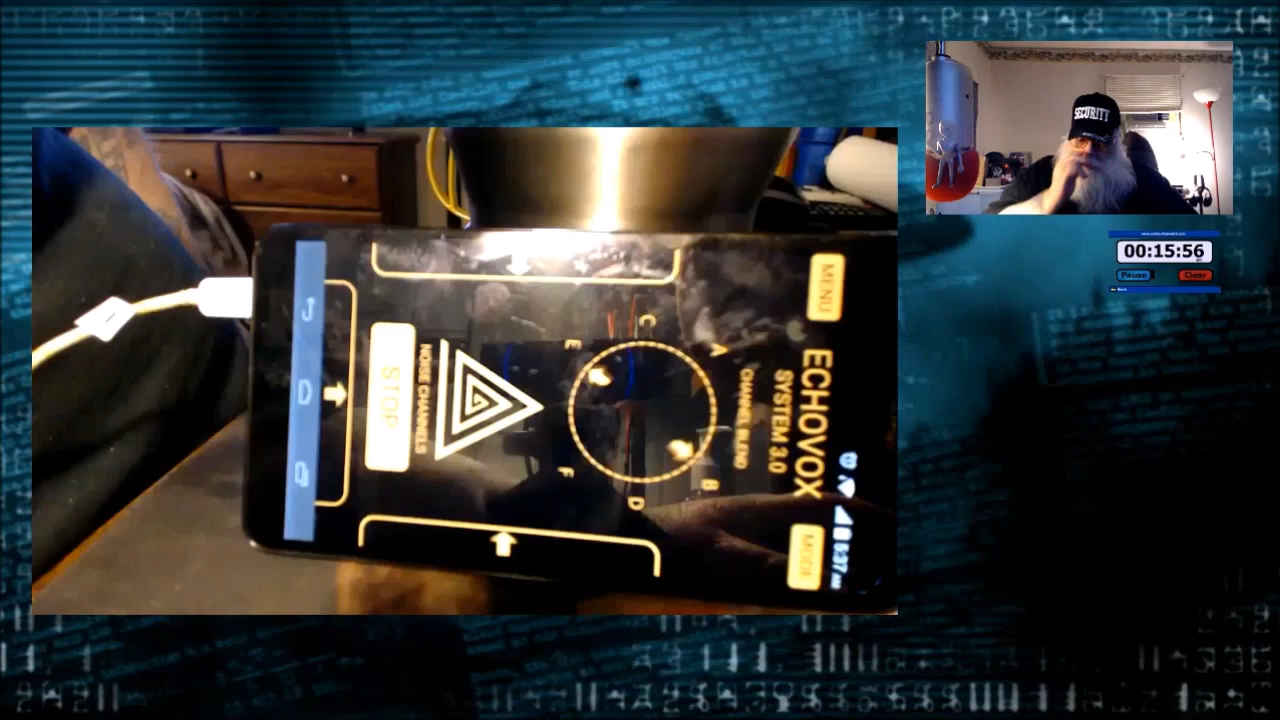 SECURITY
00:15:56
Pause
Clear
MENU
MODE
ECHOVOX
SYSTEM 3.0
CHANNEL BLEND
A
B
C
D
E
F
NOISE CHANNELS
STOP